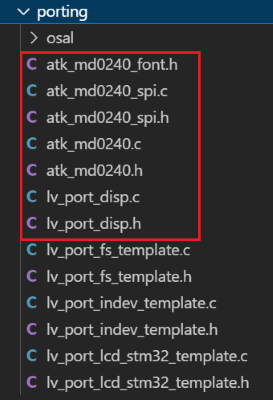 porting
osal
C atk_md0240_font.h
C atk_md0240_spi.c
C atk_md0240_spi.h
C atk_md0240.c
C atk_md0240.h
C lv_port_disp.c
C lv_port_disp.h
C lv_port_fs_template.c
C lv_port_fs_template.h
C lv_port_indev_template.c
C lv_port_indev_template.h
C lv_port_lcd_stm32_template.c
C lv_port_lcd_stm32_template.h